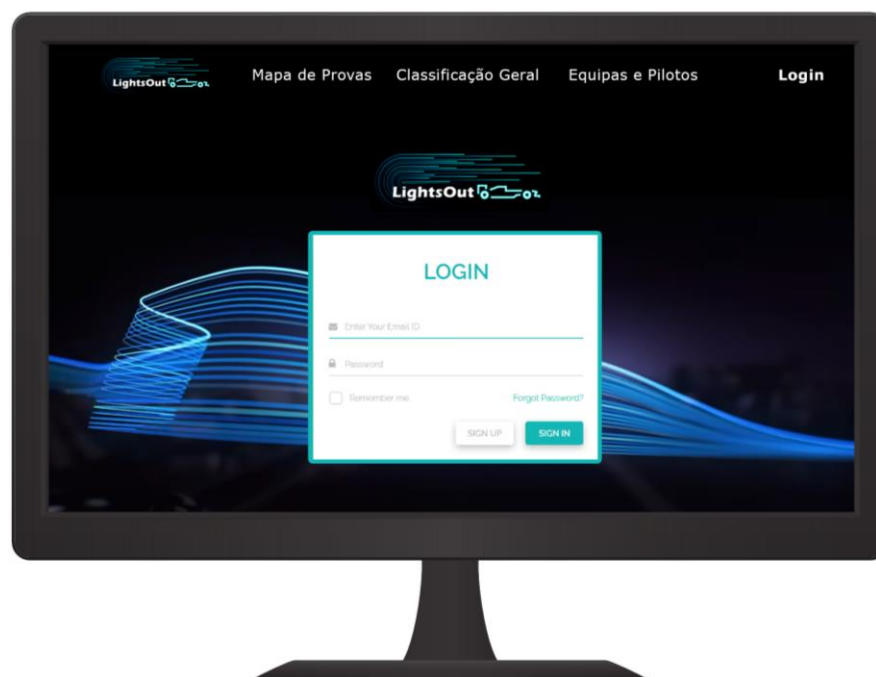 LightsOut Mapa de Provas Classificação Geral Equipas e Pilotos Login
LightsOut
LOGIN
Enter Your Email ID
Password
Remember me Forgot Password?
SIGN UP SIGN IN